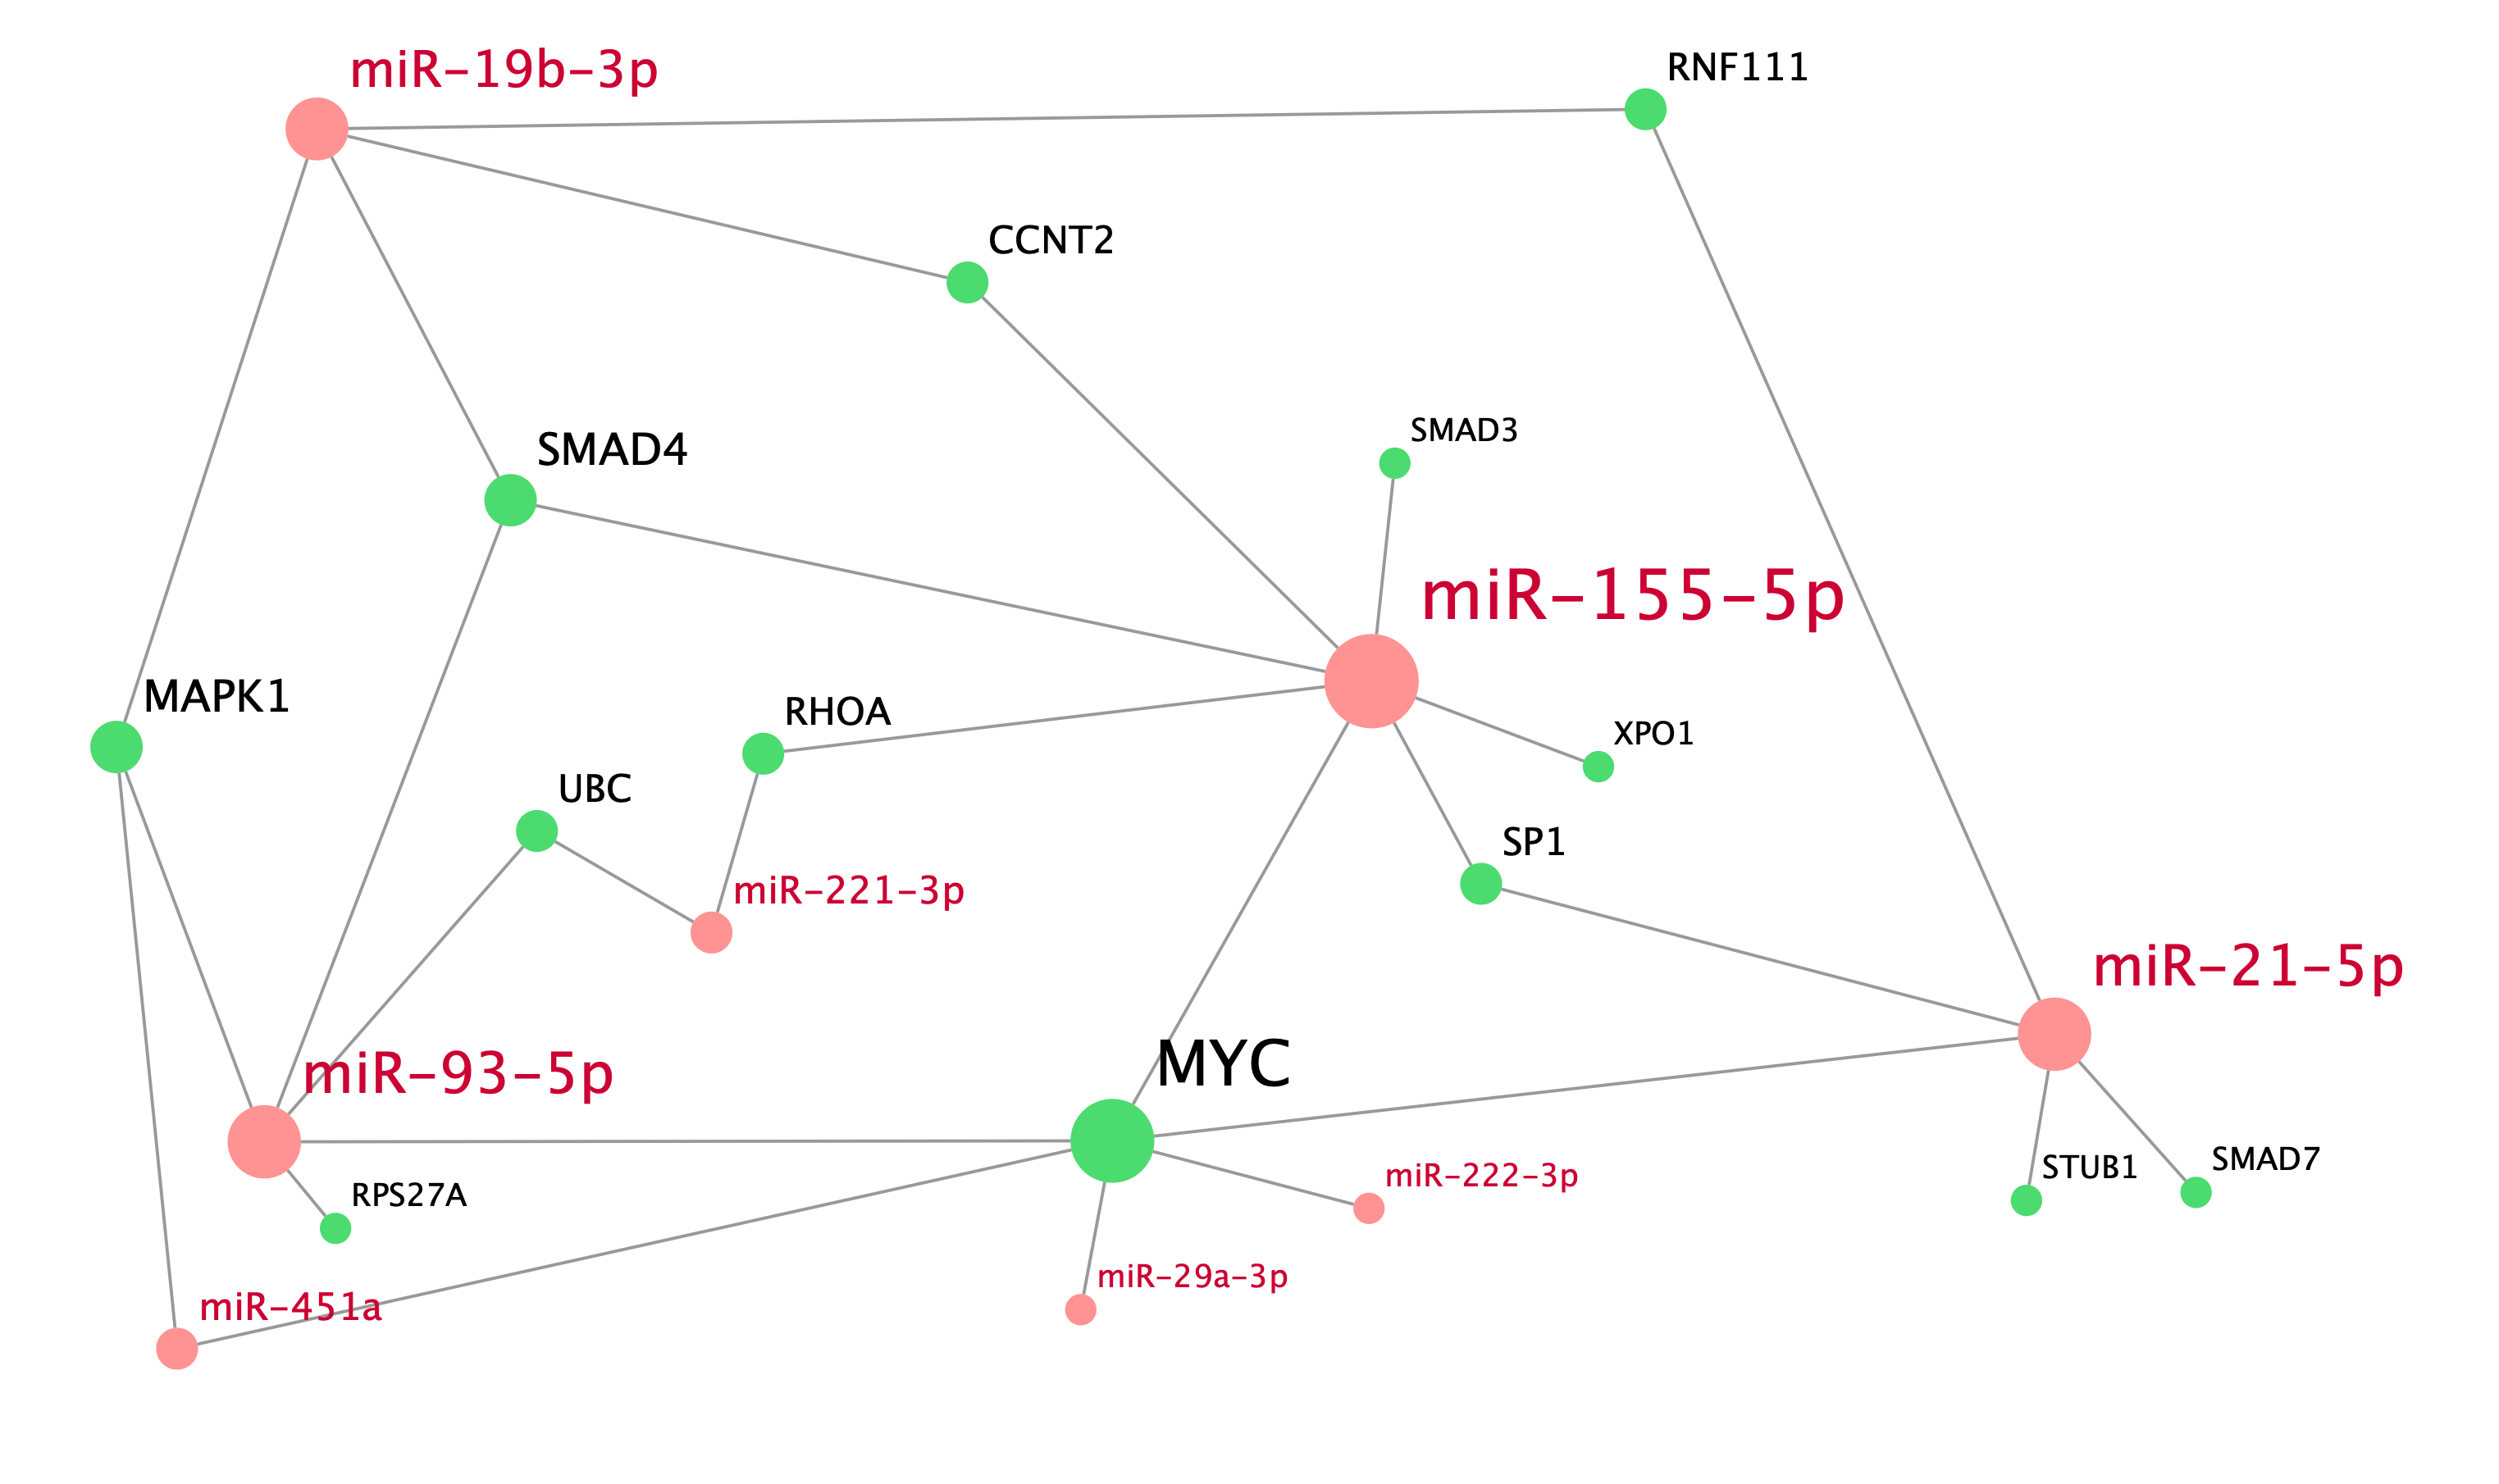 RNF111
miR-19b-3p
CCNT2
SMAD3
SMAD4
miR-155-5p
MAPK1
RHOA
XPO1
UBC
SP1
miR-221-3p
miR-21-5p
MYC
miR-93-5p
SMAD7
STUB1
miR-222-3p
RPS27A
miR-29a-3p
miR-451a